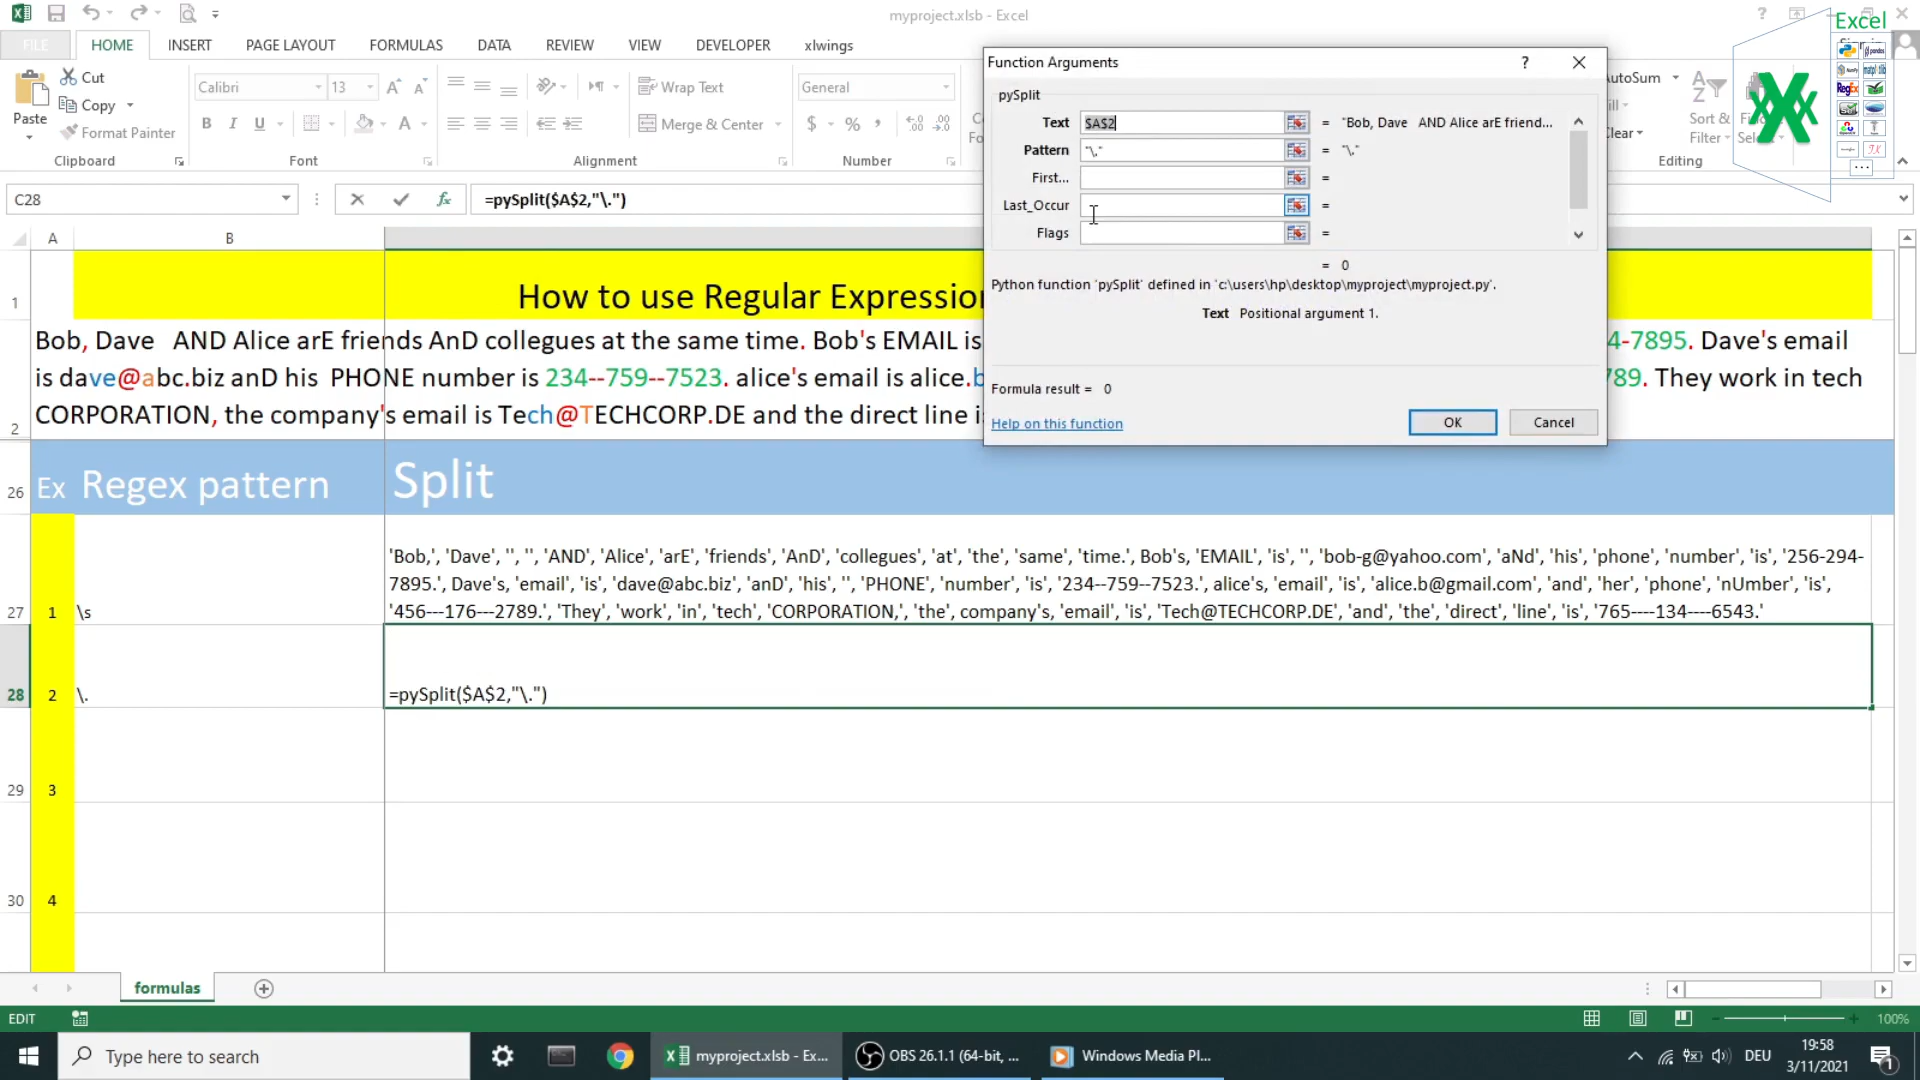 myproject.xlsb - Excel
FILE HOME INSERT PAGE LAYOUT FORMULAS DATA REVIEW VIEW DEVELOPER xlwings
Paste
Cut
Copy
Format Painter
Clipboard
Calibri 13
B I U
Font
Wrap Text
Merge & Center
Alignment
General
Number
AutoSum
Clear
Sort &
Filter
Editing
Excel
pandas
RegEx
C28
=pySplit($A$2,"\.")
Function Arguments
pySplit
Text $A$2 = "Bob, Dave   AND Alice arE friend...
Pattern "\." = "\."
First... =
Last_Occur =
Flags =
= 0
Python function 'pySplit' defined in 'c:\users\hp\desktop\myproject\myproject.py'.
Text Positional argument 1.
Formula result = 0
Help on this function
OK Cancel
A B
1 How to use Regular Expression
Bob, Dave   AND Alice arE friends AnD collegues at the same time. Bob's EMAIL is 4-7895. Dave's email
is dave@abc.biz anD his  PHONE number is 234--759--7523. alice's email is alice.b 789. They work in tech
2 CORPORATION, the company's email is Tech@TECHCORP.DE and the direct line is
26 Ex Regex pattern Split
'Bob,', 'Dave', '', '', 'AND', 'Alice', 'arE', 'friends', 'AnD', 'collegues', 'at', 'the', 'same', 'time.', Bob's, 'EMAIL', 'is', '', 'bob-g@yahoo.com', 'aNd', 'his', 'phone', 'number', 'is', '256-294-
7895.', Dave's, 'email', 'is', 'dave@abc.biz', 'anD', 'his', '', 'PHONE', 'number', 'is', '234--759--7523.', alice's, 'email', 'is', 'alice.b@gmail.com', 'and', 'her', 'phone', 'nUmber', 'is',
27 1 \s '456---176---2789.', 'They', 'work', 'in', 'tech', 'CORPORATION,', 'the', company's, 'email', 'is', 'Tech@TECHCORP.DE', 'and', 'the', 'direct', 'line', 'is', '765----134----6543.'
28 2 \. =pySplit($A$2,"\.")
29 3
30 4
formulas
EDIT
100%
Type here to search
myproject.xlsb - Ex...
OBS 26.1.1 (64-bit, ...
Windows Media Pl...
DEU
19:58
3/11/2021
1